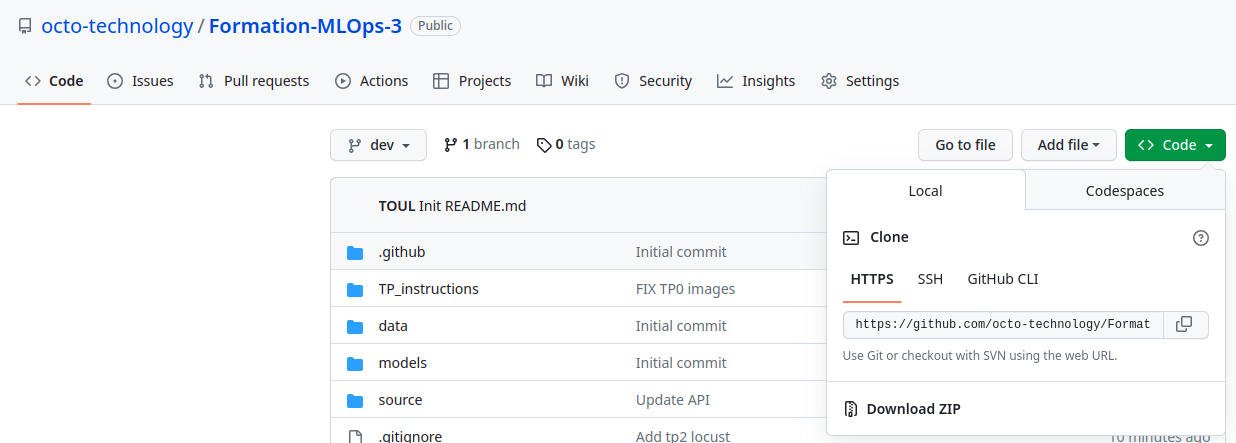 octo-technology / Formation-MLOps-3 Public
Code Issues Pull requests Actions Projects Wiki Security Insights Settings
dev 1 branch 0 tags Go to file Add file Code
Local Codespaces
TOUL Init README.md
Clone
.github Initial commit
HTTPS SSH GitHub CLI
TP_instructions FIX TP0 images
data Initial commit
https://github.com/octo-technology/Format
Use Git or checkout with SVN using the web URL.
models Initial commit
source Update API
Download ZIP
.gitignore Add tp2 locust 10 minutes ago